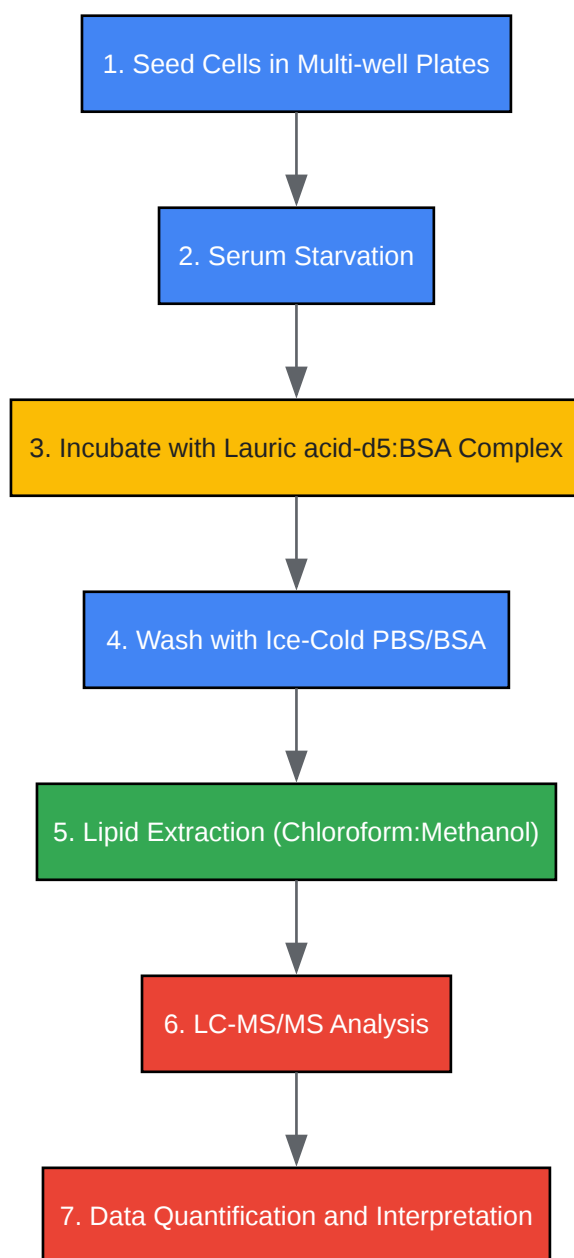 1. Seed Cells in Multi-well Plates
2. Serum Starvation
3. Incubate with Lauric acid-d5:BSA Complex
4. Wash with Ice-Cold PBS/BSA
5. Lipid Extraction (Chloroform:Methanol)
6. LC-MS/MS Analysis
7. Data Quantification and Interpretation